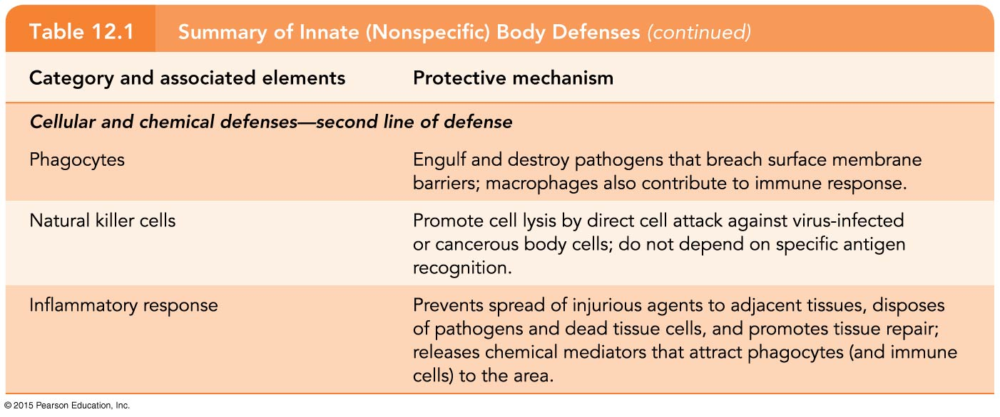 Table 12.1 Summary of Innate (Nonspecific) Body Defenses (continued)
Category and associated elements Protective mechanism
Cellular and chemical defenses—second line of defense
Phagocytes Engulf and destroy pathogens that breach surface membrane
barriers; macrophages also contribute to immune response.
Natural killer cells Promote cell lysis by direct cell attack against virus-infected
or cancerous body cells; do not depend on specific antigen
recognition.
Inflammatory response Prevents spread of injurious agents to adjacent tissues, disposes
of pathogens and dead tissue cells, and promotes tissue repair;
releases chemical mediators that attract phagocytes (and immune
cells) to the area.
© 2015 Pearson Education, Inc.